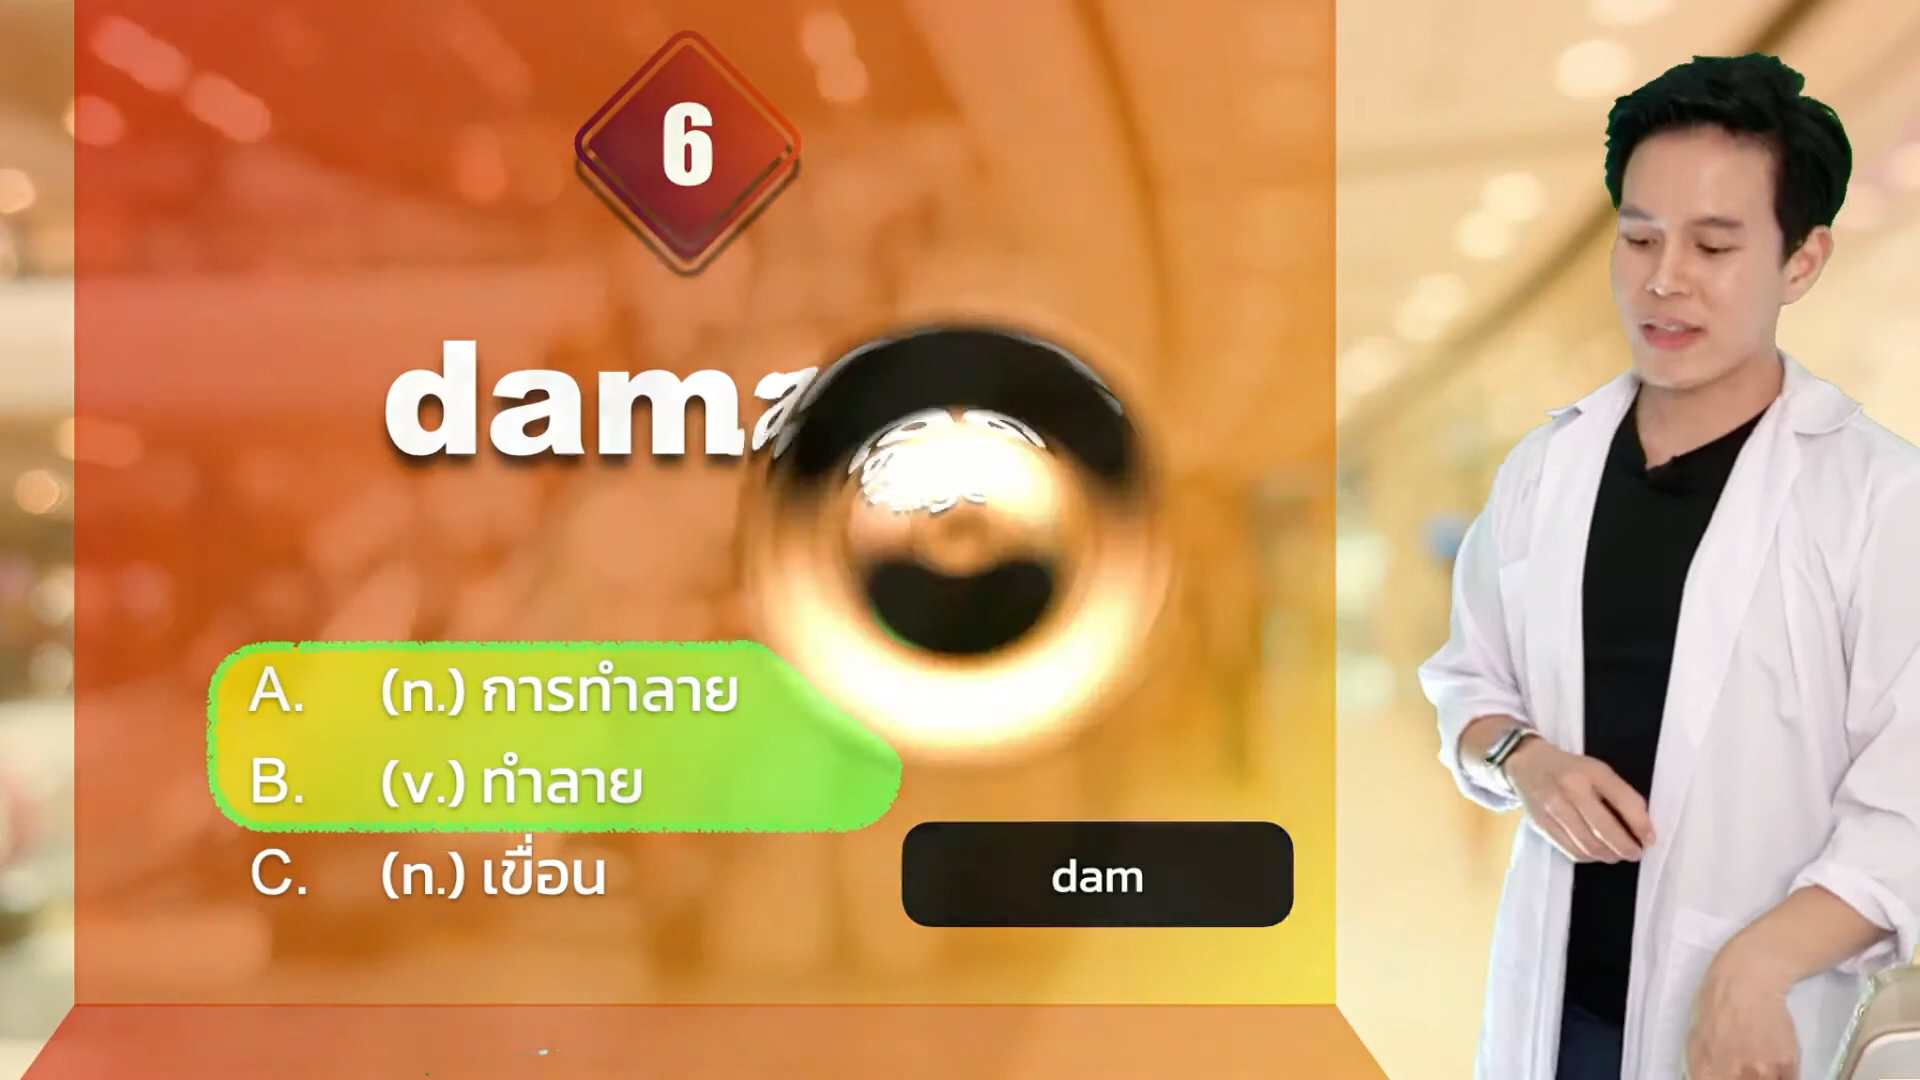 6
A. (n.) การทำลาย
B. (v.) ทำลาย
C. (n.) เขื่อน
dam